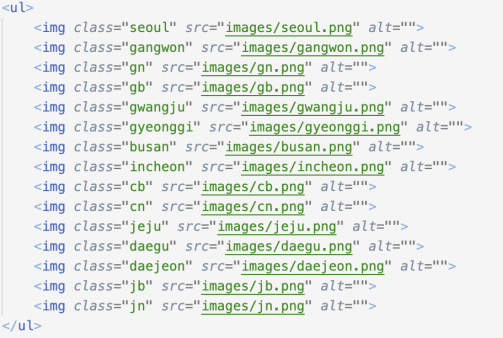 <ul>
<img class="seoul" src="images/seoul.png" alt="">
<img class="gangwon" src="images/gangwon.png" alt="">
<img class="gn" src="images/gn.png" alt="">
<img class="gb" src="images/gb.png" alt="">
<img class="gwangju" src="images/gwangju.png" alt="">
<img class="gyeonggi" src="images/gyeonggi.png" alt="">
<img class="busan" src="images/busan.png" alt="">
<img class="incheon" src="images/incheon.png" alt="">
<img class="cb" src="images/cb.png" alt="">
<img class="cn" src="images/cn.png" alt="">
<img class="jeju" src="images/jeju.png" alt="">
<img class="daegu" src="images/daegu.png" alt="">
<img class="daejeon" src="images/daejeon.png" alt="">
<img class="jb" src="images/jb.png" alt="">
<img class="jn" src="images/jn.png" alt="">
</ul>